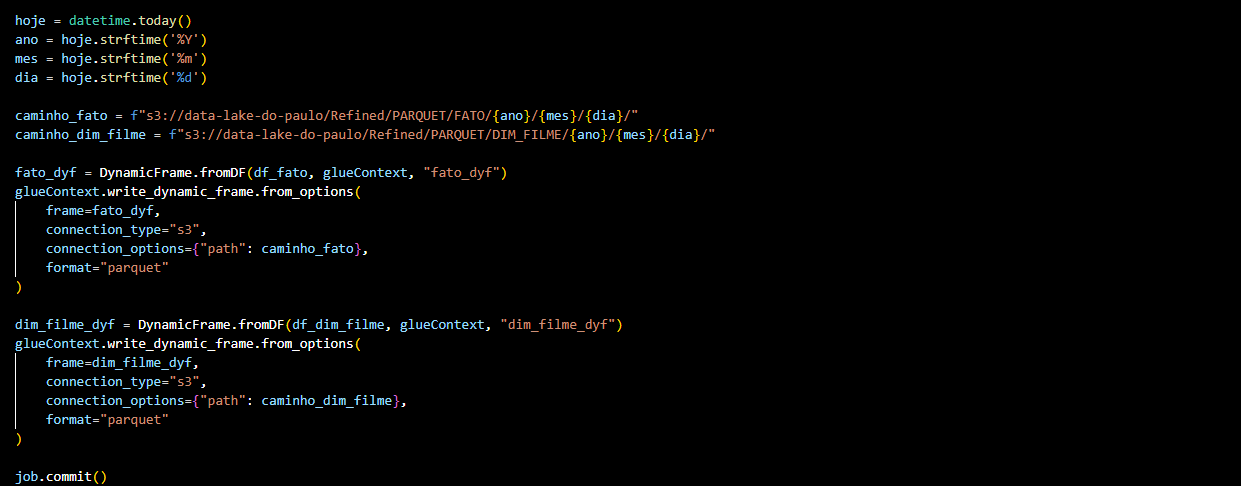 hoje = datetime.today()
ano = hoje.strftime('%Y')
mes = hoje.strftime('%m')
dia = hoje.strftime('%d')

caminho_fato = f"s3://data-lake-do-paulo/Refined/PARQUET/FATO/{ano}/{mes}/{dia}/"
caminho_dim_filme = f"s3://data-lake-do-paulo/Refined/PARQUET/DIM_FILME/{ano}/{mes}/{dia}/"

fato_dyf = DynamicFrame.fromDF(df_fato, glueContext, "fato_dyf")
glueContext.write_dynamic_frame.from_options(
    frame=fato_dyf,
    connection_type="s3",
    connection_options={"path": caminho_fato},
    format="parquet"
)

dim_filme_dyf = DynamicFrame.fromDF(df_dim_filme, glueContext, "dim_filme_dyf")
glueContext.write_dynamic_frame.from_options(
    frame=dim_filme_dyf,
    connection_type="s3",
    connection_options={"path": caminho_dim_filme},
    format="parquet"
)

job.commit()